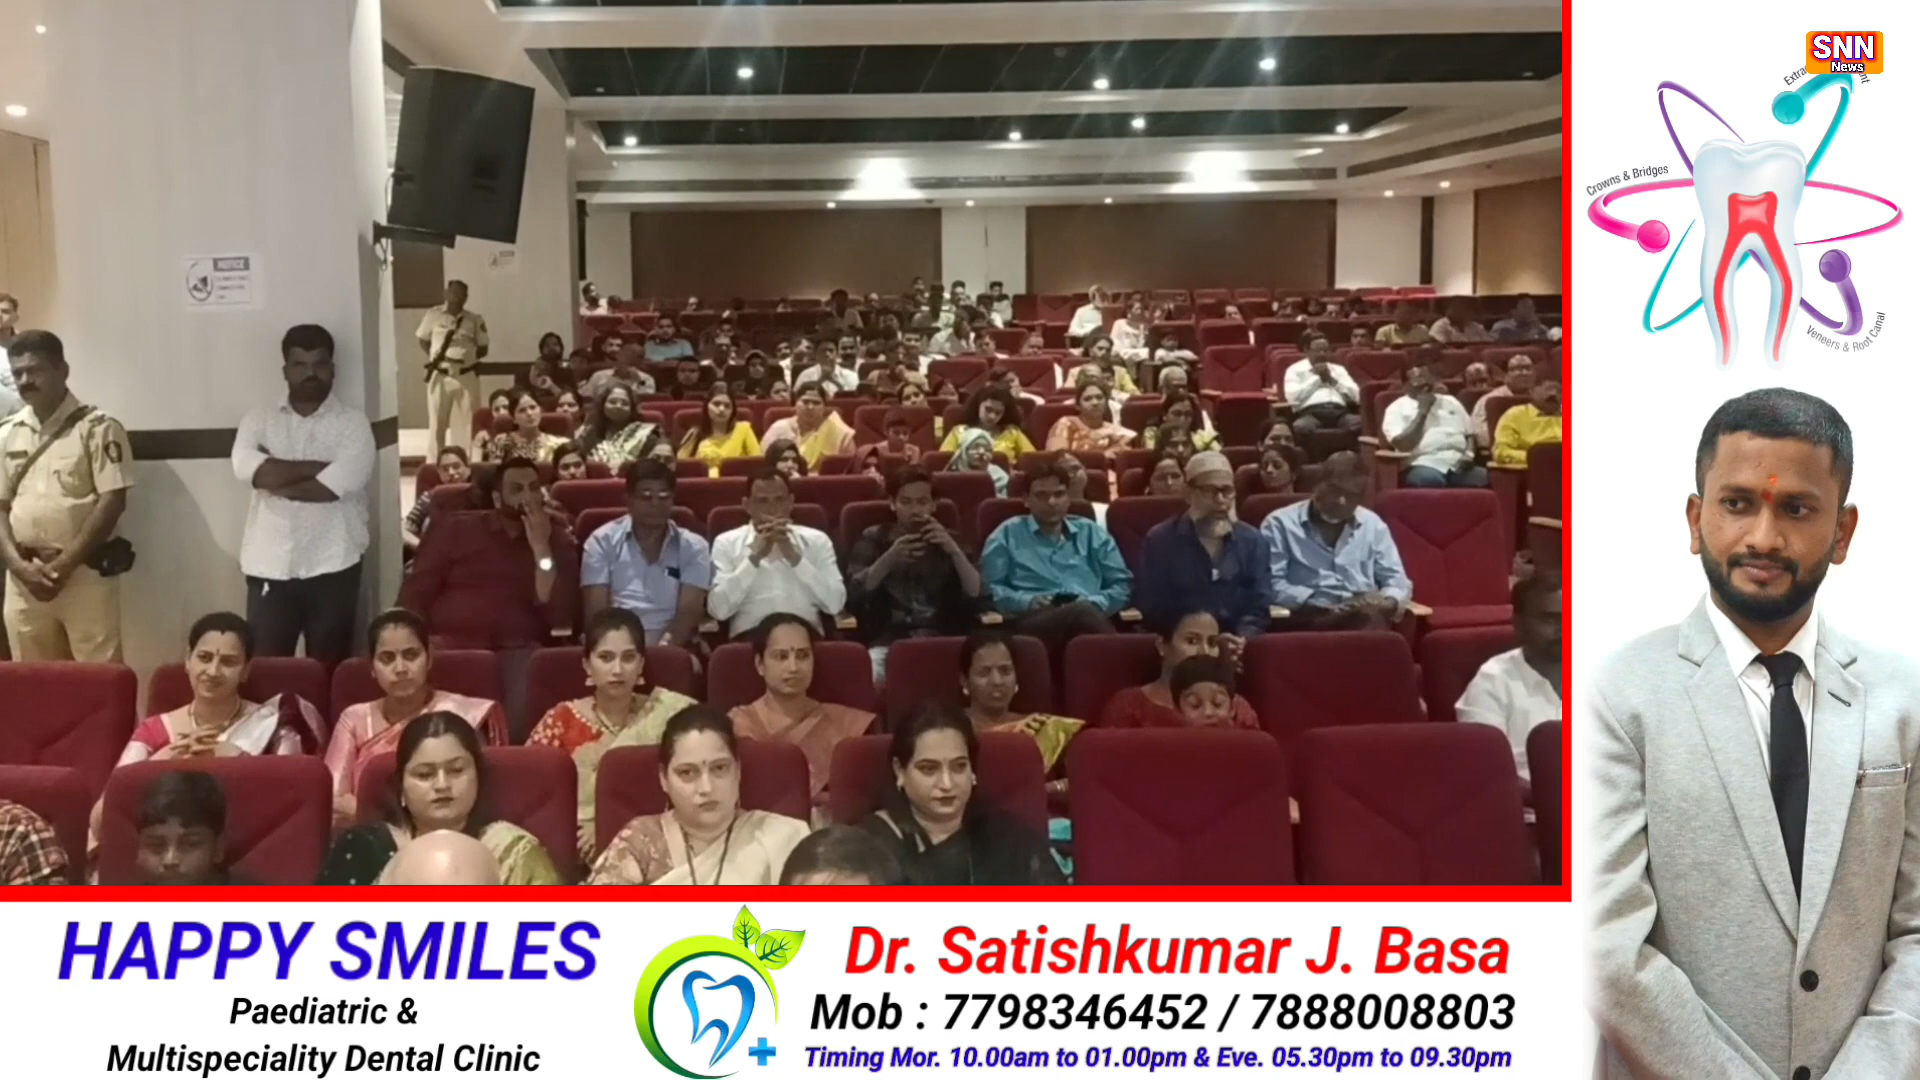 SNN
News
Crowns & Bridges
Veneers & Root Canal
NOTICE
HAPPY SMILES
Paediatric &
Multispeciality Dental Clinic
Dr. Satishkumar J. Basa
Mob : 7798346452 / 7888008803
Timing Mor. 10.00am to 01.00pm & Eve. 05.30pm to 09.30pm